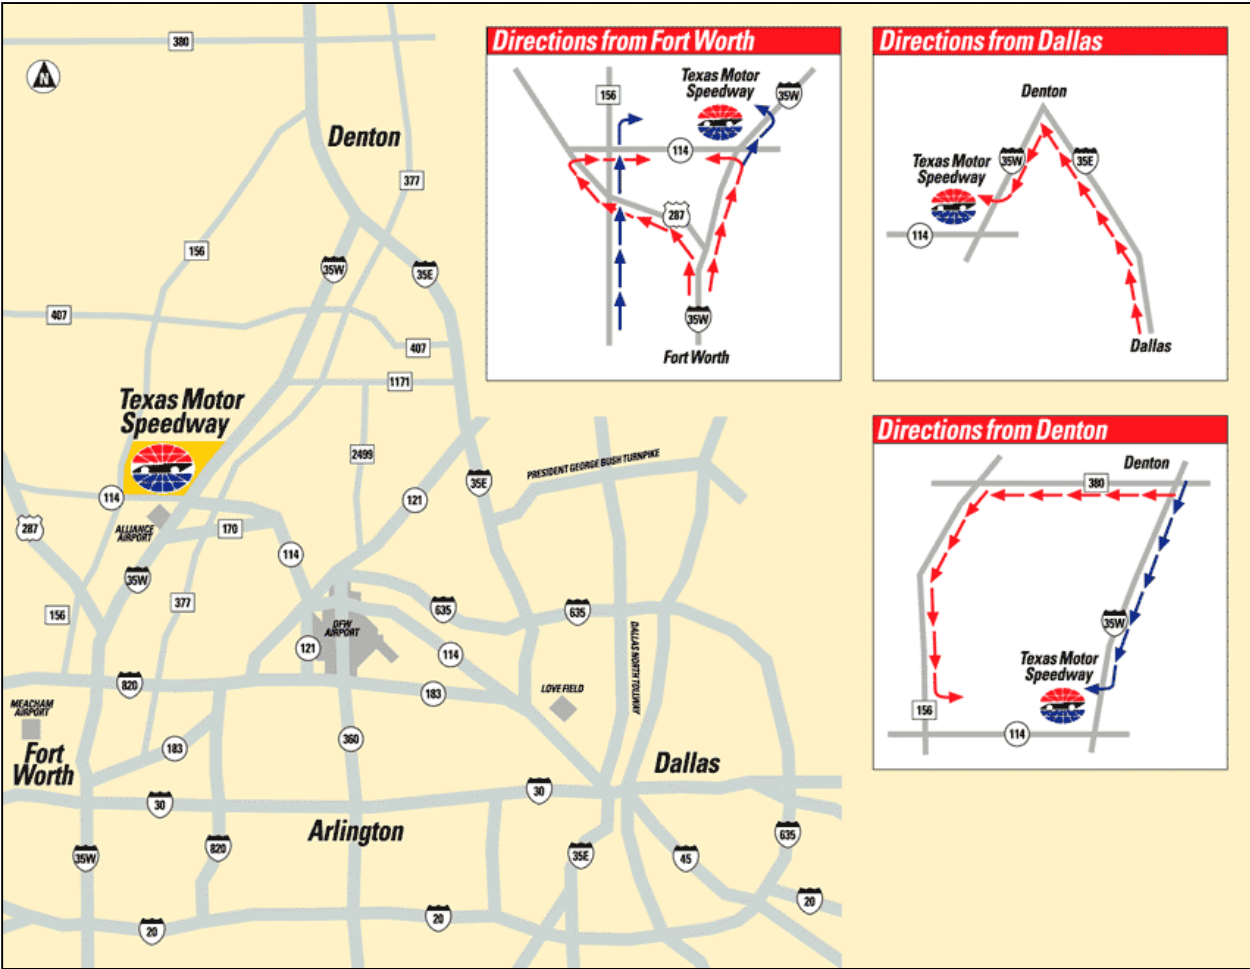 380
N
Denton
377
156
35W
35E
407
407
1171
Texas Motor
Speedway
2499
114
121
35E
PRESIDENT GEORGE BUSH TURNPIKE
287
ALLIANCE
AIRPORT
170
114
35W
156
377
635
635
DFW
AIRPORT
121
114
DALLAS NORTH TOLLWAY
820
183
LOVE FIELD
MEACHAM
AIRPORT
183
360
Fort
Worth
Dallas
30
30
Arlington
35W
820
35E
45
635
20
20
20
Directions from Fort Worth
156
Texas Motor
Speedway
35W
114
287
35W
Fort Worth
Directions from Dallas
Denton
Texas Motor
Speedway
35W
35E
114
Dallas
Directions from Denton
Denton
380
35W
Texas Motor
Speedway
156
114